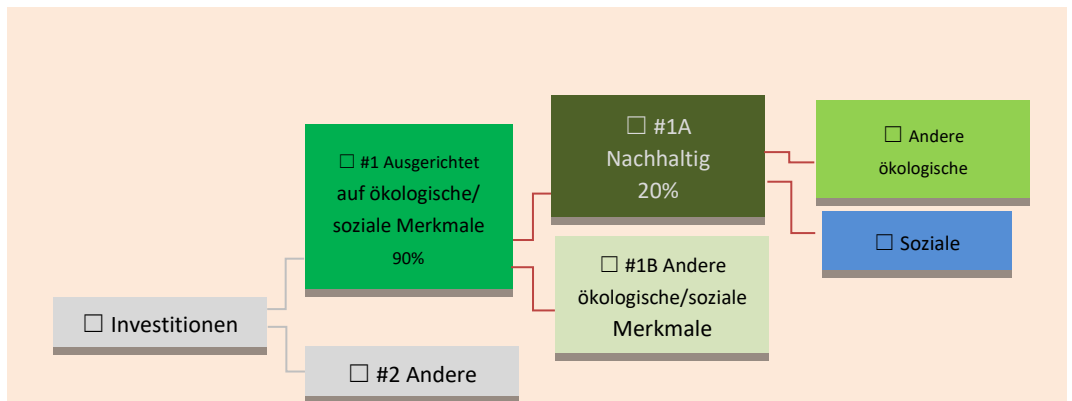 ☐ Investitionen
☐ #1 Ausgerichtet
auf ökologische/
soziale Merkmale
90%
☐ #2 Andere
☐ #1A
Nachhaltig
20%
☐ #1B Andere
ökologische/soziale
Merkmale
☐ Andere
ökologische
☐ Soziale